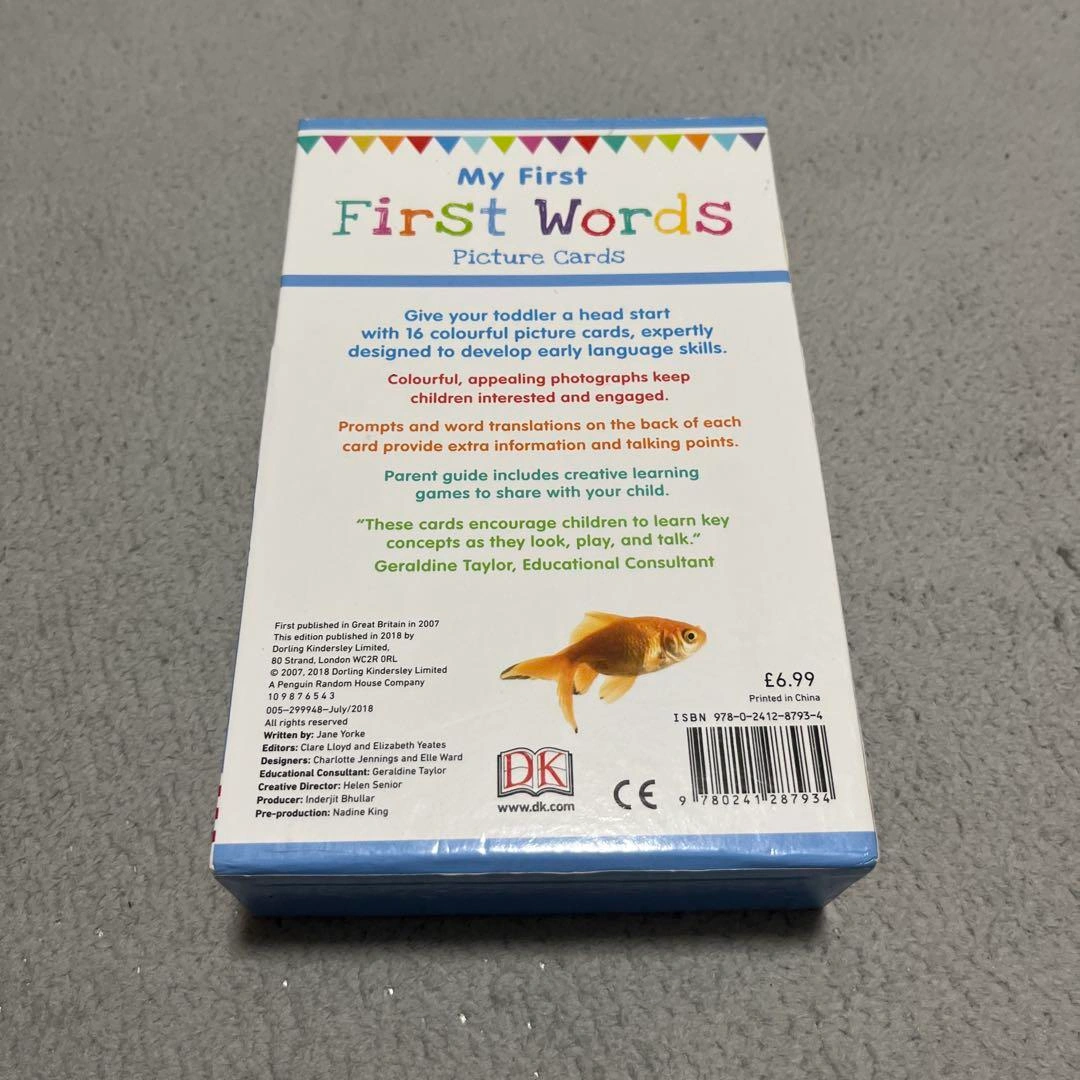 My First
First Words
Picture Cards
Give your toddler a head start
with 16 colourful picture cards, expertly
designed to develop early language skills.
Colourful, appealing photographs keep
children interested and engaged.
Prompts and word translations on the back of each
card provide extra information and talking points.
Parent guide includes creative learning
games to share with your child.
“These cards encourage children to learn key
concepts as they look, play, and talk.”
Geraldine Taylor, Educational Consultant
First published in Great Britain in 2007
This edition published in 2018 by
Dorling Kindersley Limited,
80 Strand, London WC2R 0RL
© 2007, 2018 Dorling Kindersley Limited
A Penguin Random House Company
10 9 8 7 6 5 4 3
005–299948–July/2018
All rights reserved
Written by: Jane Yorke
Editors: Clare Lloyd and Elizabeth Yeates
Designers: Charlotte Jennings and Elle Ward
Educational Consultant: Geraldine Taylor
Creative Director: Helen Senior
Producer: Inderjit Bhullar
Pre-production: Nadine King
DK
www.dk.com
CE
£6.99
Printed in China
ISBN 978-0-2412-8793-4
9 780241 287934